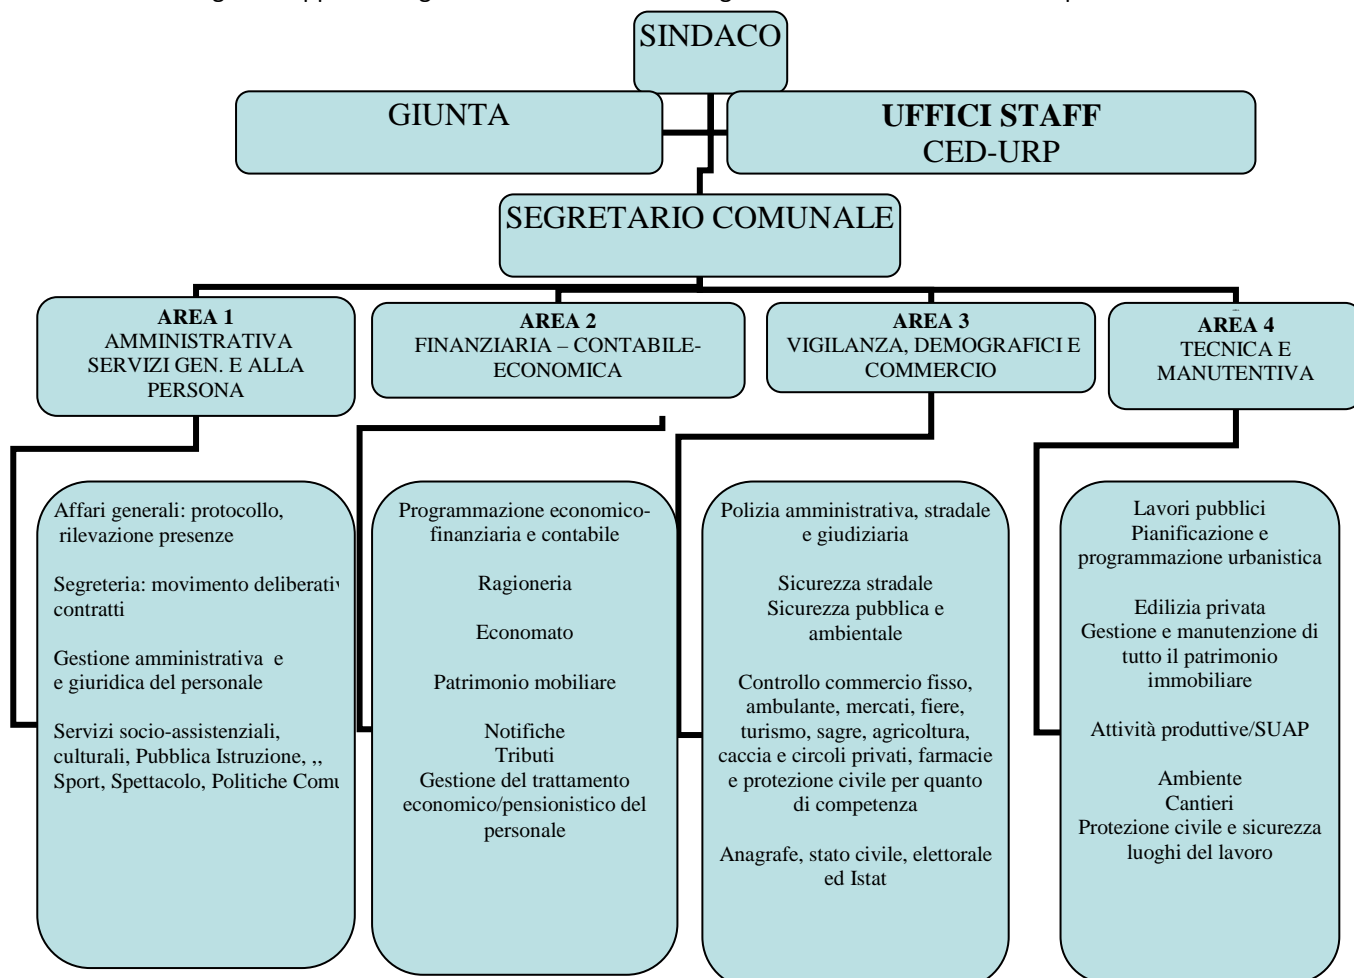 SINDACO
GIUNTA
UFFICI STAFF
CED-URP
SEGRETARIO COMUNALE
AREA 1
AMMINISTRATIVA
SERVIZI GEN. E ALLA
PERSONA
AREA 2
FINANZIARIA – CONTABILE-
ECONOMICA
AREA 3
VIGILANZA, DEMOGRAFICI E
COMMERCIO
AREA 4
TECNICA E
MANUTENTIVA
Affari generali: protocollo,
rilevazione presenze
Segreteria: movimento deliberativ
contratti
Gestione amministrativa e
e giuridica del personale
Servizi socio-assistenziali,
culturali, Pubblica Istruzione, ,,
Sport, Spettacolo, Politiche Comu
Programmazione economico-
finanziaria e contabile
Ragioneria
Economato
Patrimonio mobiliare
Notifiche
Tributi
Gestione del trattamento
economico/pensionistico del
personale
Polizia amministrativa, stradale
e giudiziaria
Sicurezza stradale
Sicurezza pubblica e
ambientale
Controllo commercio fisso,
ambulante, mercati, fiere,
turismo, sagre, agricoltura,
caccia e circoli privati, farmacie
e protezione civile per quanto
di competenza
Anagrafe, stato civile, elettorale
ed Istat
Lavori pubblici
Pianificazione e
programmazione urbanistica
Edilizia privata
Gestione e manutenzione di
tutto il patrimonio
immobiliare
Attività produttive/SUAP
Ambiente
Cantieri
Protezione civile e sicurezza
luoghi del lavoro